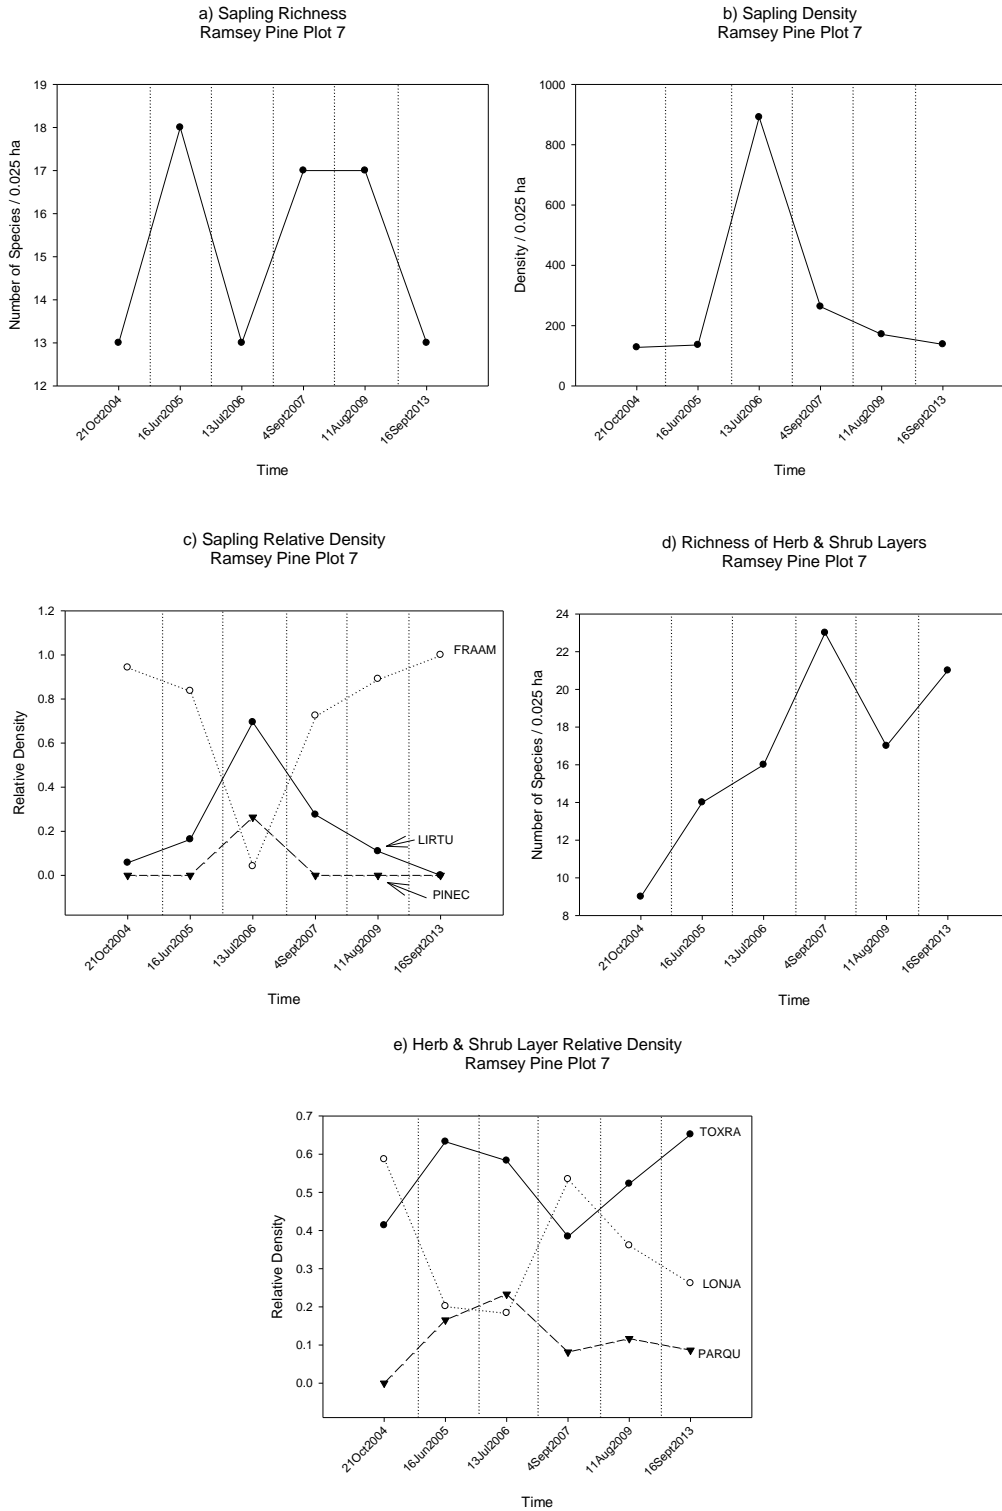 a) Sapling Richness
Ramsey Pine Plot 7
19
18
17
16
15
14
13
12
Number of Species / 0.025 ha
21Oct2004
16Jun2005
13Jul2006
4Sept2007
11Aug2009
16Sept2013
Time
b) Sapling Density
Ramsey Pine Plot 7
1000
800
600
400
200
0
Density / 0.025 ha
21Oct2004
16Jun2005
13Jul2006
4Sept2007
11Aug2009
16Sept2013
Time
c) Sapling Relative Density
Ramsey Pine Plot 7
1.2
1.0
0.8
0.6
0.4
0.2
0.0
Relative Density
FRAAM
LIRTU
PINEC
21Oct2004
16Jun2005
13Jul2006
4Sept2007
11Aug2009
16Sept2013
Time
d) Richness of Herb & Shrub Layers
Ramsey Pine Plot 7
24
22
20
18
16
14
12
10
8
Number of Species / 0.025 ha
21Oct2004
16Jun2005
13Jul2006
4Sept2007
11Aug2009
16Sept2013
Time
e) Herb & Shrub Layer Relative Density
Ramsey Pine Plot 7
0.7
0.6
0.5
0.4
0.3
0.2
0.1
0.0
Relative Density
TOXRA
LONJA
PARQU
21Oct2004
16Jun2005
13Jul2006
4Sept2007
11Aug2009
16Sept2013
Time